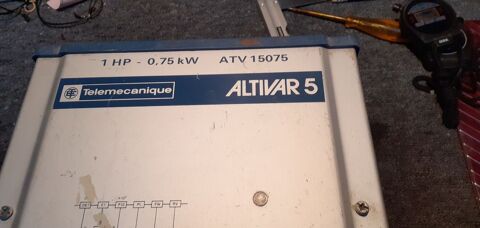 1 HP - 0,75 kW ATV 15075
Telemecanique ALTIVAR 5